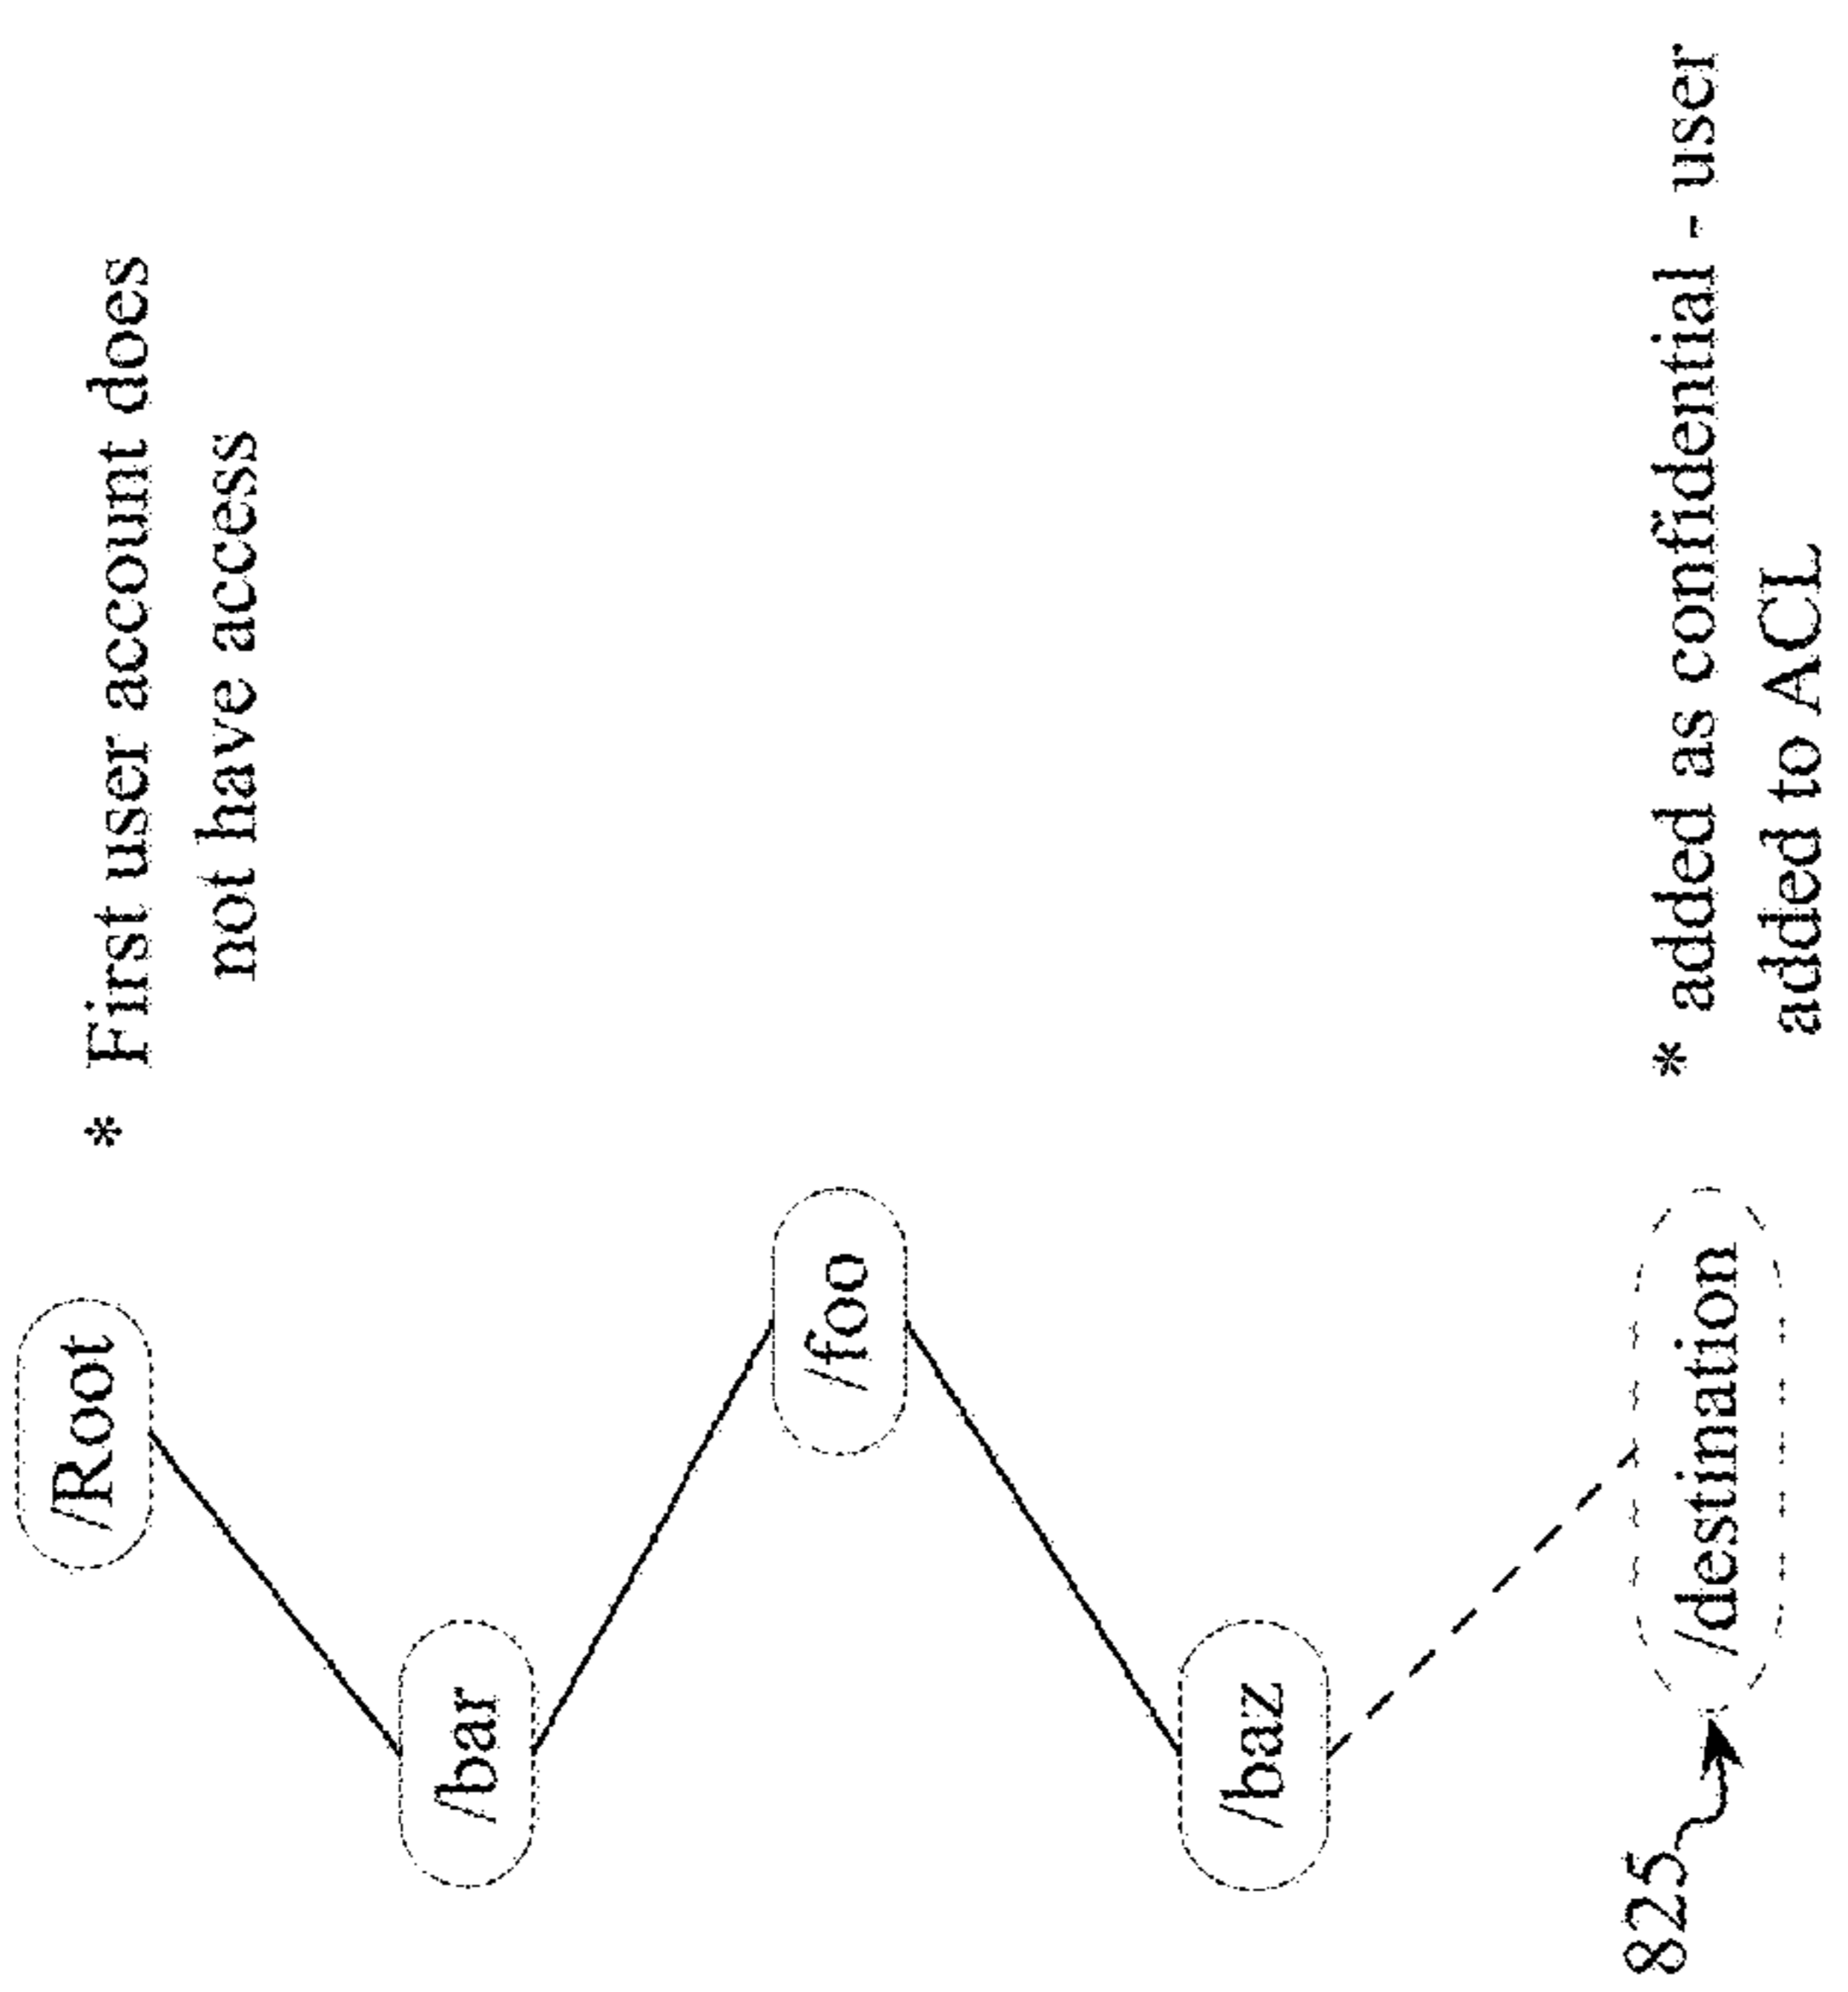 /Root
* First user account does
not have access
/bar
/foo
/baz
825
/destination
* added as confidential - user
added to ACL